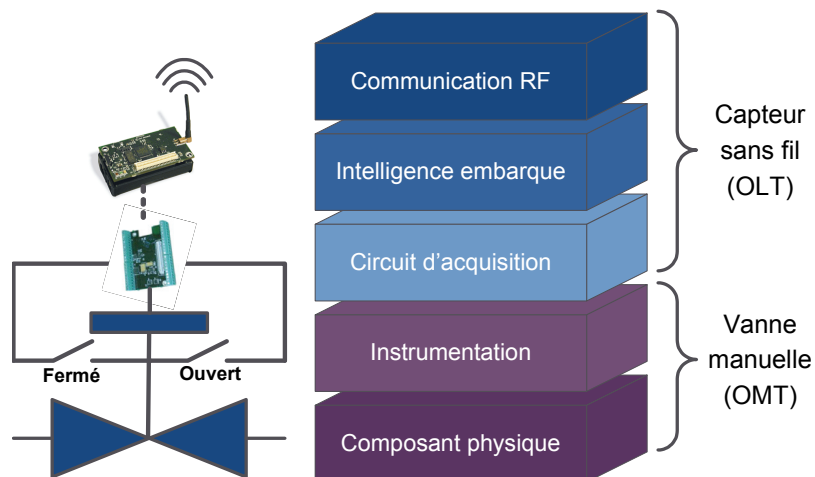 Communication RF
Intelligence embarque
Circuit d'acquisition
Instrumentation
Composant physique
Capteur
sans fil
(OLT)
Vanne
manuelle
(OMT)
Fermé
Ouvert